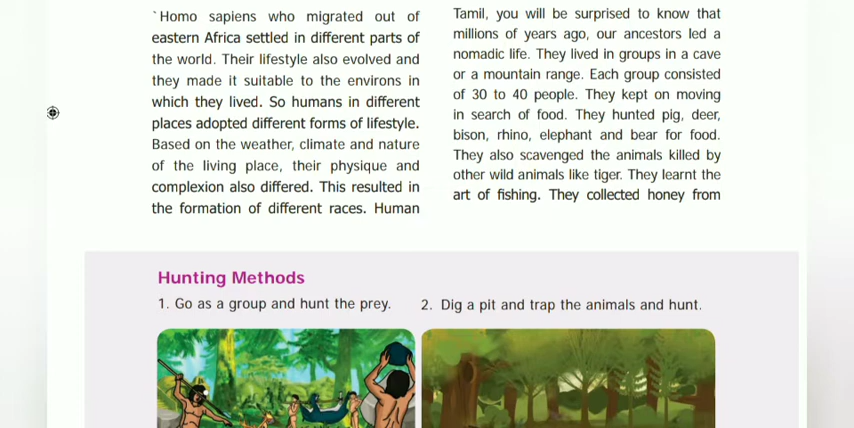 `Homo sapiens who migrated out of
eastern Africa settled in different parts of
the world. Their lifestyle also evolved and
they made it suitable to the environs in
which they lived. So humans in different
places adopted different forms of lifestyle.
Based on the weather, climate and nature
of the living place, their physique and
complexion also differed. This resulted in
the formation of different races. Human
Tamil, you will be surprised to know that
millions of years ago, our ancestors led a
nomadic life. They lived in groups in a cave
or a mountain range. Each group consisted
of 30 to 40 people. They kept on moving
in search of food. They hunted pig, deer,
bison, rhino, elephant and bear for food.
They also scavenged the animals killed by
other wild animals like tiger. They learnt the
art of fishing. They collected honey from
Hunting Methods
1. Go as a group and hunt the prey.
2. Dig a pit and trap the animals and hunt.